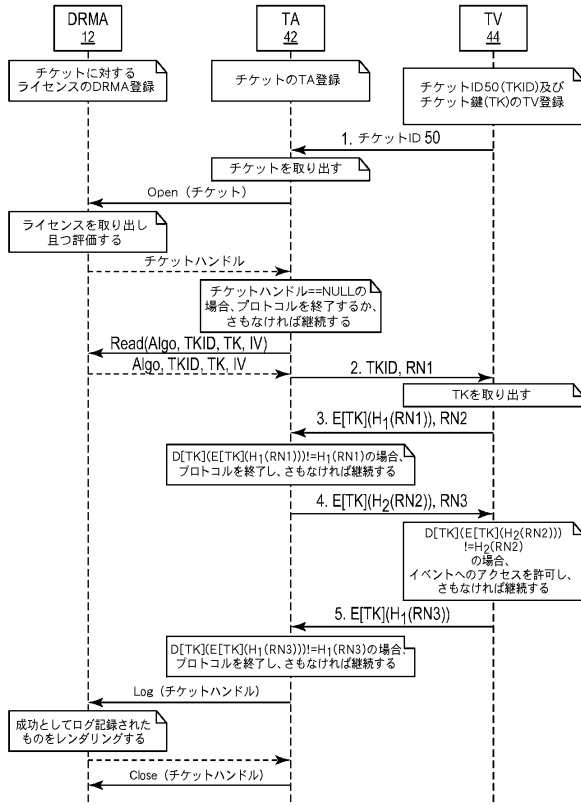 DRMA
12
TA
42
TV
44
チケットに対する
ライセンスのDRMA登録
チケットのTA登録
チケットID50(TKID)及び
チケット鍵(TK)のTV登録
1. チケットID 50
チケットを取り出す
Open (チケット)
ライセンスを取り出し
且つ評価する
チケットハンドル
チケットハンドル==NULLの
場合、プロトコルを終了するか、
さもなければ継続する
Read(Algo, TKID, TK, IV)
Algo, TKID, TK, IV
2. TKID, RN1
TKを取り出す
3. E[TK](H₁(RN1)), RN2
D[TK](E[TK](H₁(RN1)))!=H₁(RN1)の場合、
プロトコルを終了し、さもなければ継続する
4. E[TK](H₂(RN2)), RN3
D[TK](E[TK](H₂(RN2)))
!=H₂(RN2)
の場合、
イベントへのアクセスを許可し、
さもなければ継続する
5. E[TK](H₁(RN3))
D[TK](E[TK](H₁(RN3)))!=H₁(RN3)の場合、
プロトコルを終了し、さもなければ継続する
Log (チケットハンドル)
成功としてログ記録された
ものをレンダリングする
Close (チケットハンドル)